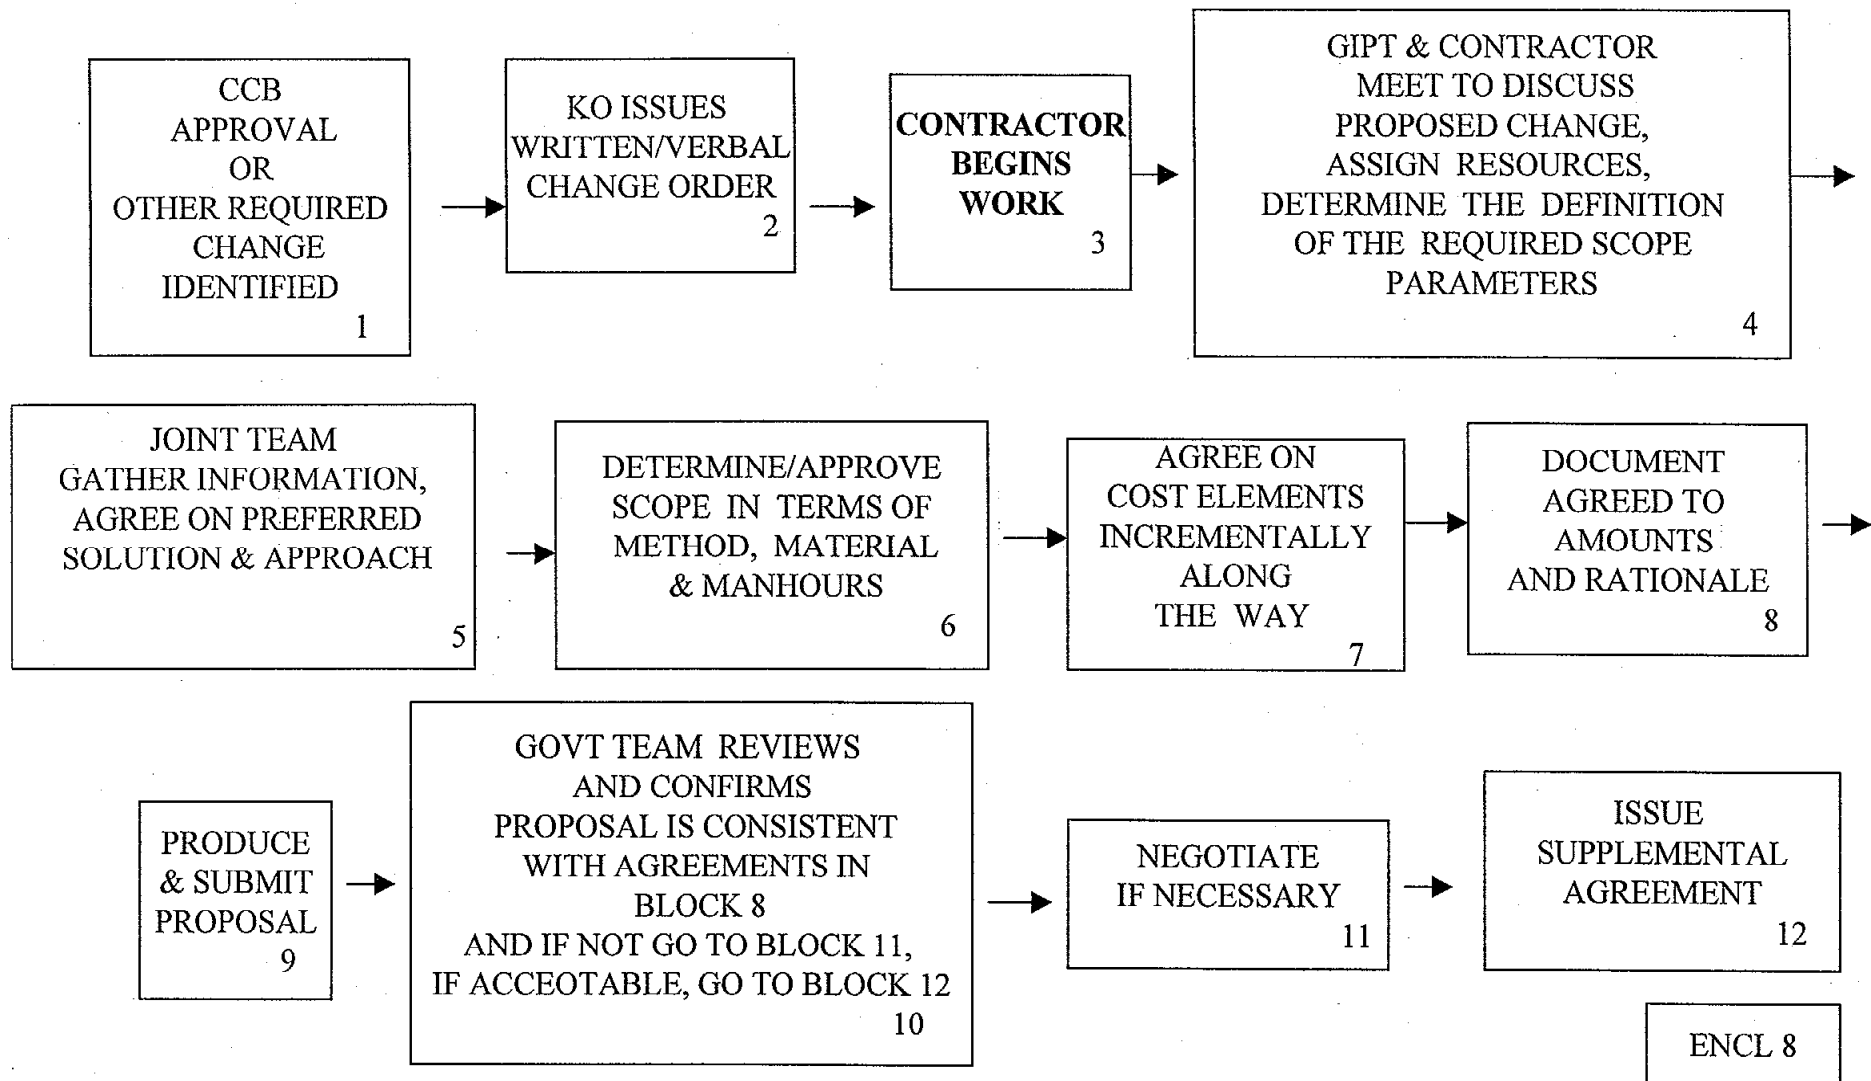 CCB
APPROVAL
OR
OTHER REQUIRED
CHANGE
IDENTIFIED
1
KO ISSUES
WRITTEN/VERBAL
CHANGE ORDER
2
CONTRACTOR
BEGINS
WORK
3
GIPT & CONTRACTOR
MEET TO DISCUSS
PROPOSED CHANGE,
ASSIGN RESOURCES,
DETERMINE THE DEFINITION
OF THE REQUIRED SCOPE
PARAMETERS
4
JOINT TEAM
GATHER INFORMATION,
AGREE ON PREFERRED
SOLUTION & APPROACH
5
DETERMINE/APPROVE
SCOPE IN TERMS OF
METHOD, MATERIAL
& MANHOURS
6
AGREE ON
COST ELEMENTS
INCREMENTALLY
ALONG
THE WAY
7
DOCUMENT
AGREED TO
AMOUNTS
AND RATIONALE
8
PRODUCE
& SUBMIT
PROPOSAL
9
GOVT TEAM REVIEWS
AND CONFIRMS
PROPOSAL IS CONSISTENT
WITH AGREEMENTS IN
BLOCK 8
AND IF NOT GO TO BLOCK 11,
IF ACCEOTABLE, GO TO BLOCK 12
10
NEGOTIATE
IF NECESSARY
11
ISSUE
SUPPLEMENTAL
AGREEMENT
12
ENCL 8